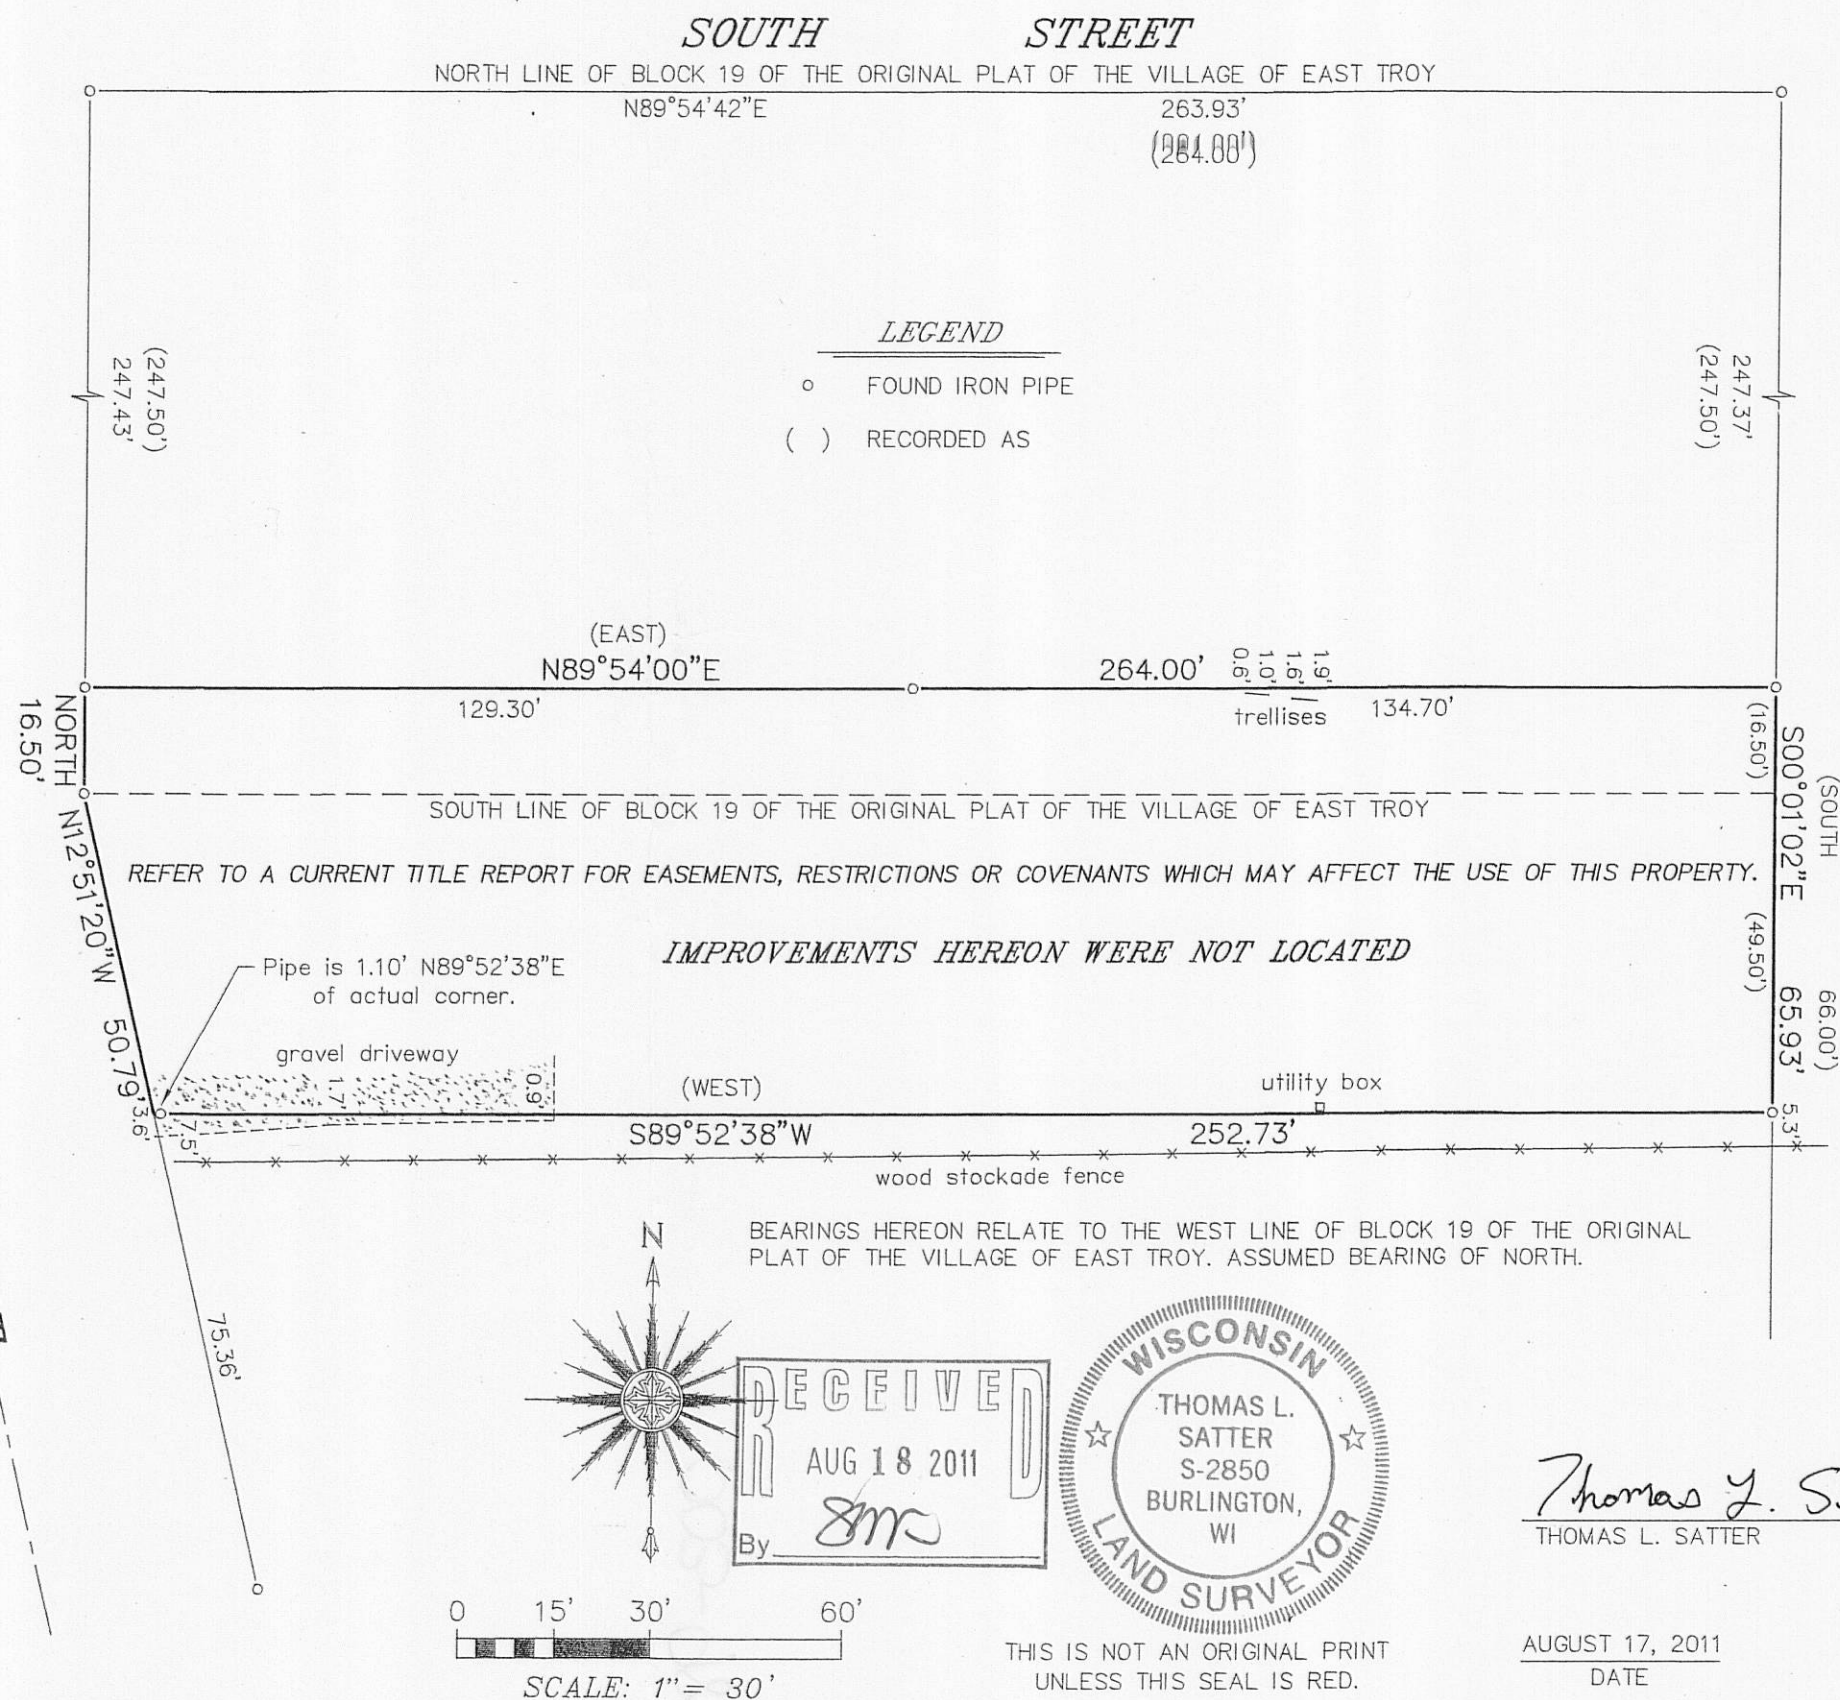 SOUTH STREET
NORTH LINE OF BLOCK 19 OF THE ORIGINAL PLAT OF THE VILLAGE OF EAST TROY
N89°54'42"E 263.93'
(264.00')
(247.50')
247.43'
247.37'
(247.50')
LEGEND
o FOUND IRON PIPE
( ) RECORDED AS
(EAST)
N89°54'00"E 264.00'
0.6'
1.0'
1.6'
1.9'
129.30' trellises 134.70'
NORTH
16.50'
(16.50')
S00°01'02"E 65.93'
(SOUTH 66.00')
SOUTH LINE OF BLOCK 19 OF THE ORIGINAL PLAT OF THE VILLAGE OF EAST TROY
N12°51'20"W 50.79'
REFER TO A CURRENT TITLE REPORT FOR EASEMENTS, RESTRICTIONS OR COVENANTS WHICH MAY AFFECT THE USE OF THIS PROPERTY.
(49.50')
IMPROVEMENTS HEREON WERE NOT LOCATED
Pipe is 1.10' N89°52'38"E
of actual corner.
gravel driveway
1.7'
0.9'
(WEST)
utility box
3.6'
7.5'
5.3'
S89°52'38"W 252.73'
wood stockade fence
N
BEARINGS HEREON RELATE TO THE WEST LINE OF BLOCK 19 OF THE ORIGINAL
PLAT OF THE VILLAGE OF EAST TROY. ASSUMED BEARING OF NORTH.
75.36'
RECEIVED
AUG 18 2011
By
WISCONSIN
THOMAS L.
SATTER
S-2850
BURLINGTON,
WI
LAND SURVEYOR
Thomas L. S
THOMAS L. SATTER
0 15' 30' 60'
SCALE: 1"= 30'
THIS IS NOT AN ORIGINAL PRINT
UNLESS THIS SEAL IS RED.
AUGUST 17, 2011
DATE